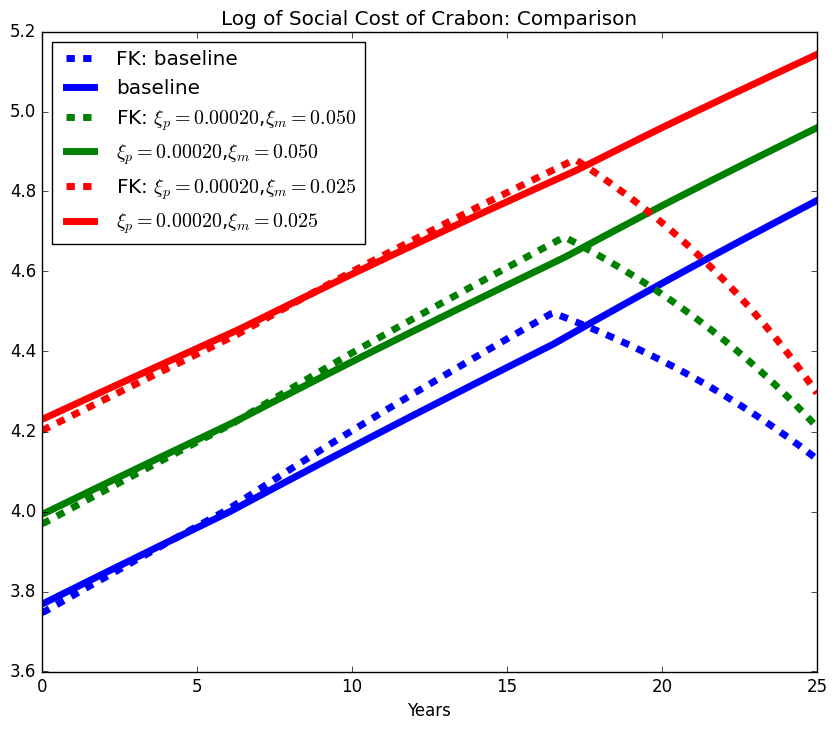 Log of Social Cost of Crabon: Comparison
5.2
5.0
4.8
4.6
4.4
4.2
4.0
3.8
3.6
FK: baseline
baseline
FK: ξp = 0.00020, ξm = 0.050
ξp = 0.00020, ξm = 0.050
FK: ξp = 0.00020, ξm = 0.025
ξp = 0.00020, ξm = 0.025
0 5 10 15 20 25
Years